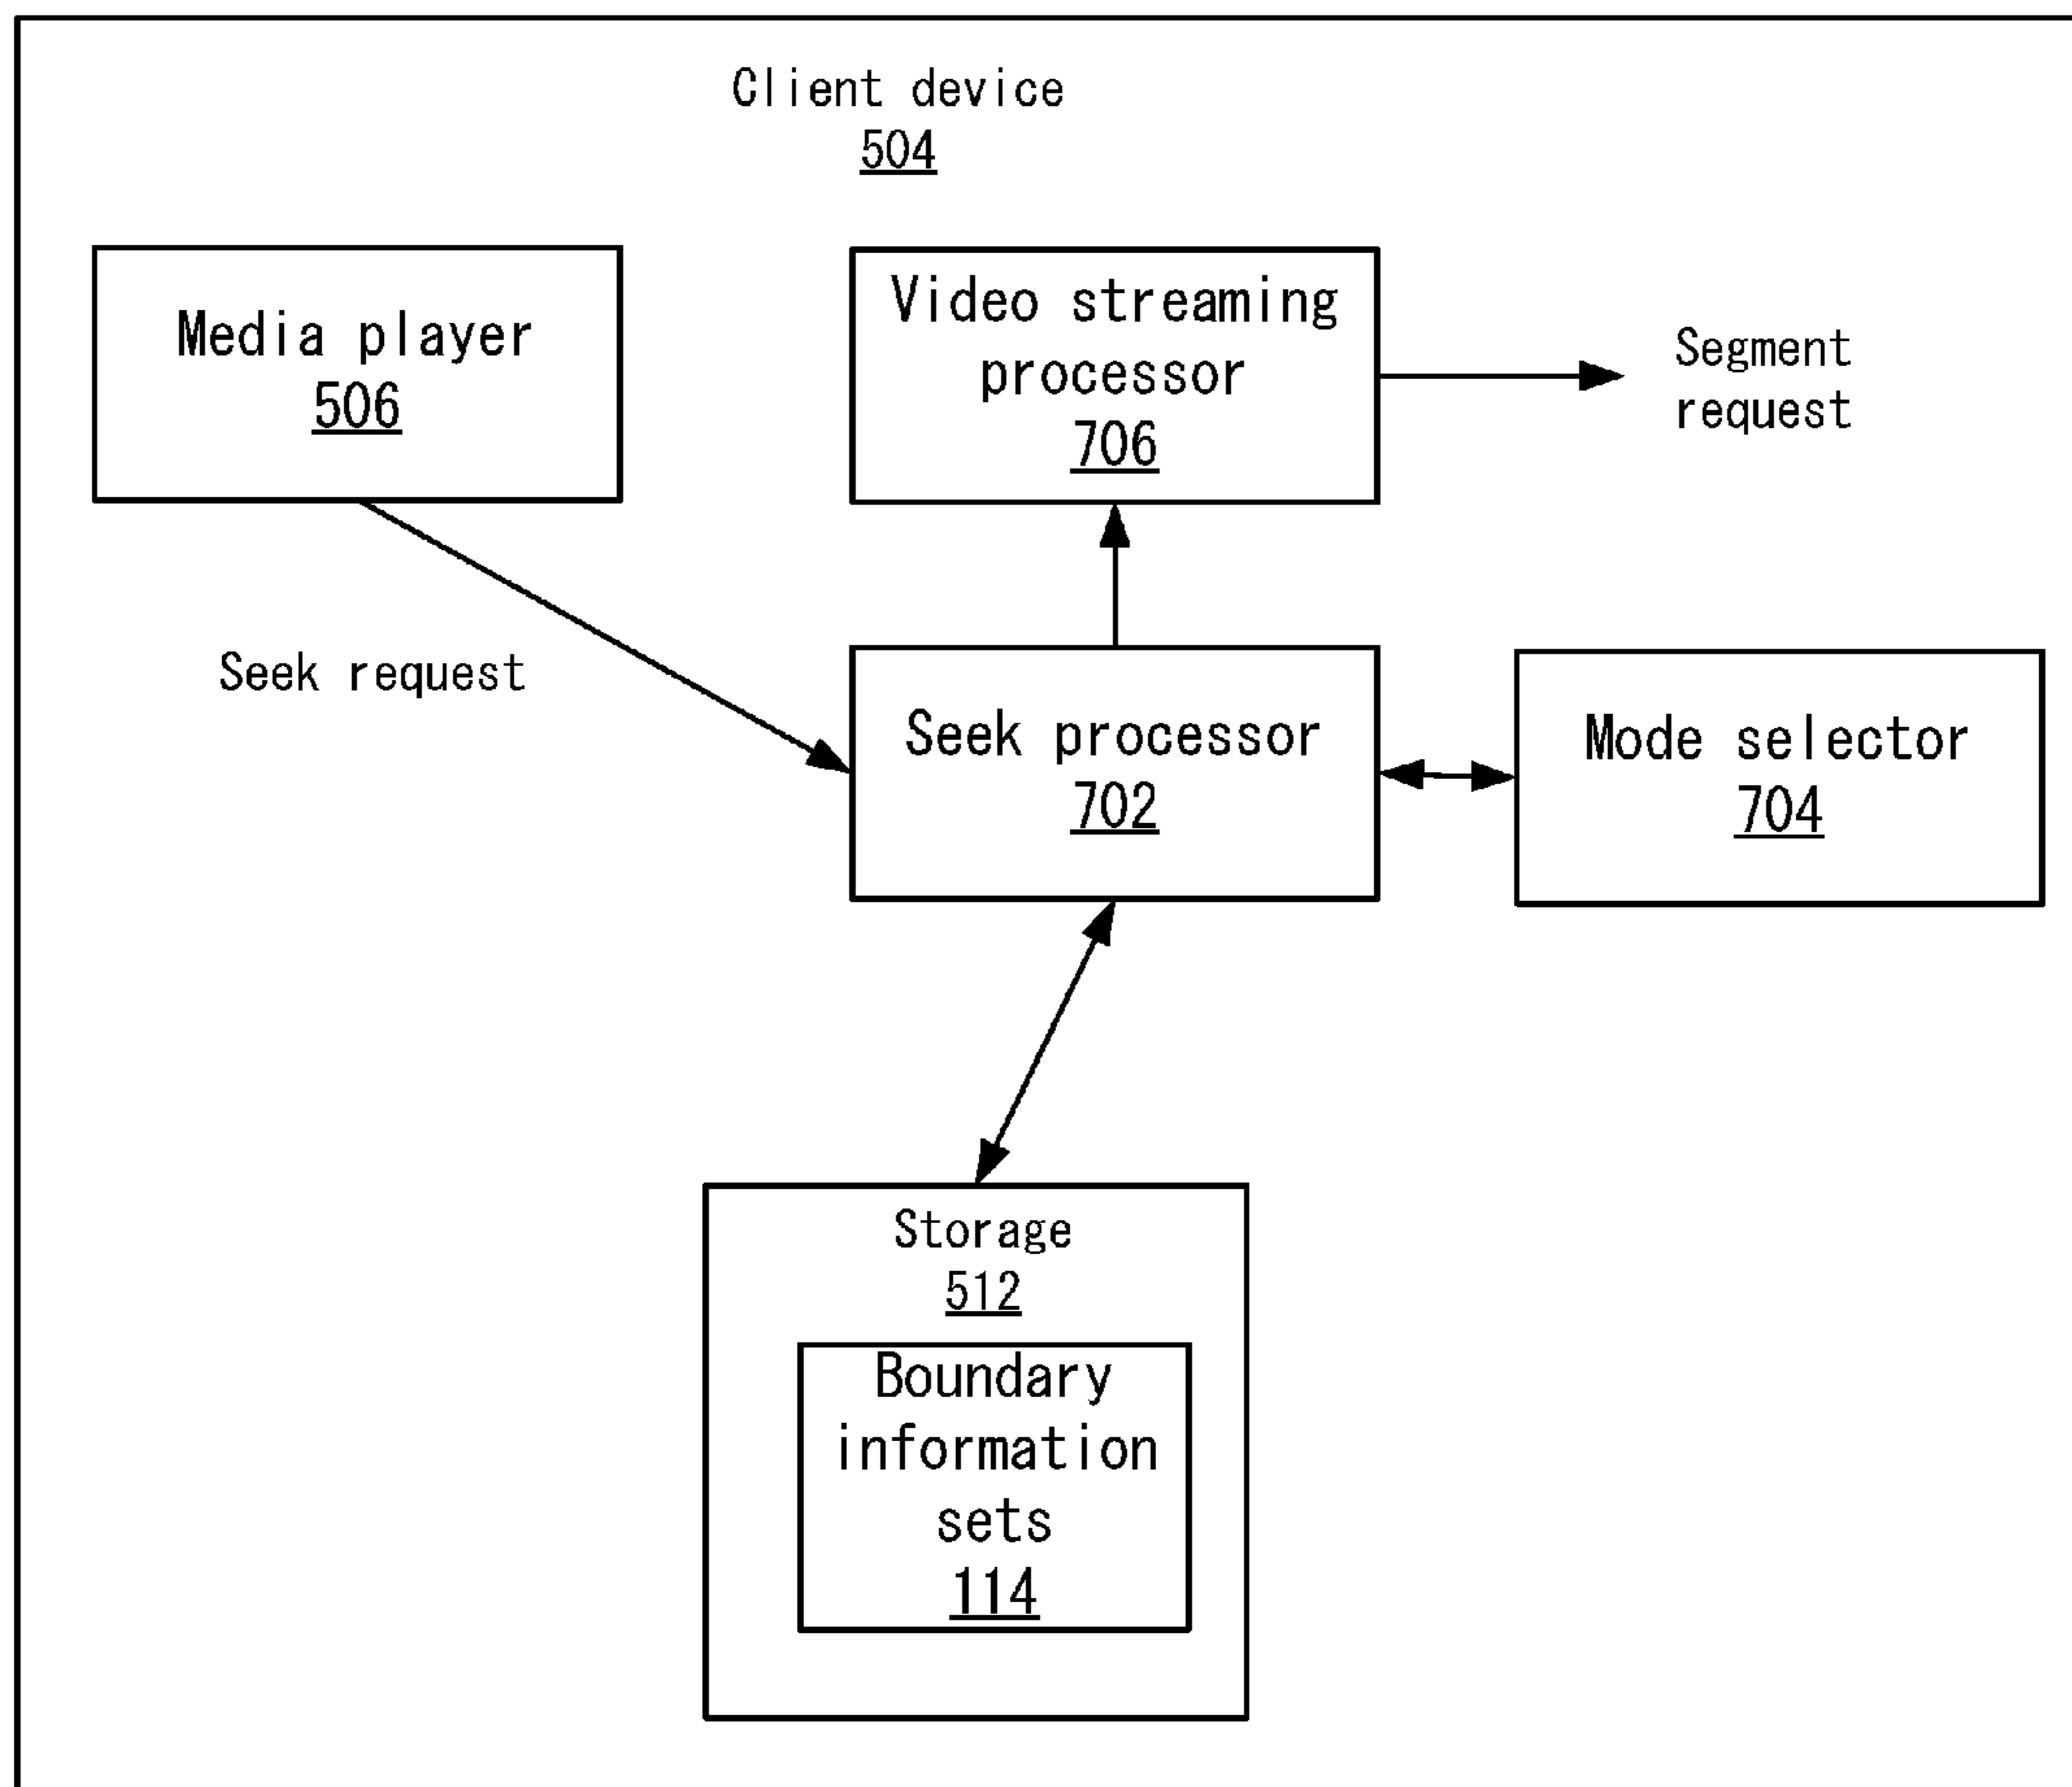 Client device
504
Media player
506
Video streaming
processor
706
Segment
request
Seek request
Seek processor
702
Mode selector
704
Storage
512
Boundary
information
sets
114